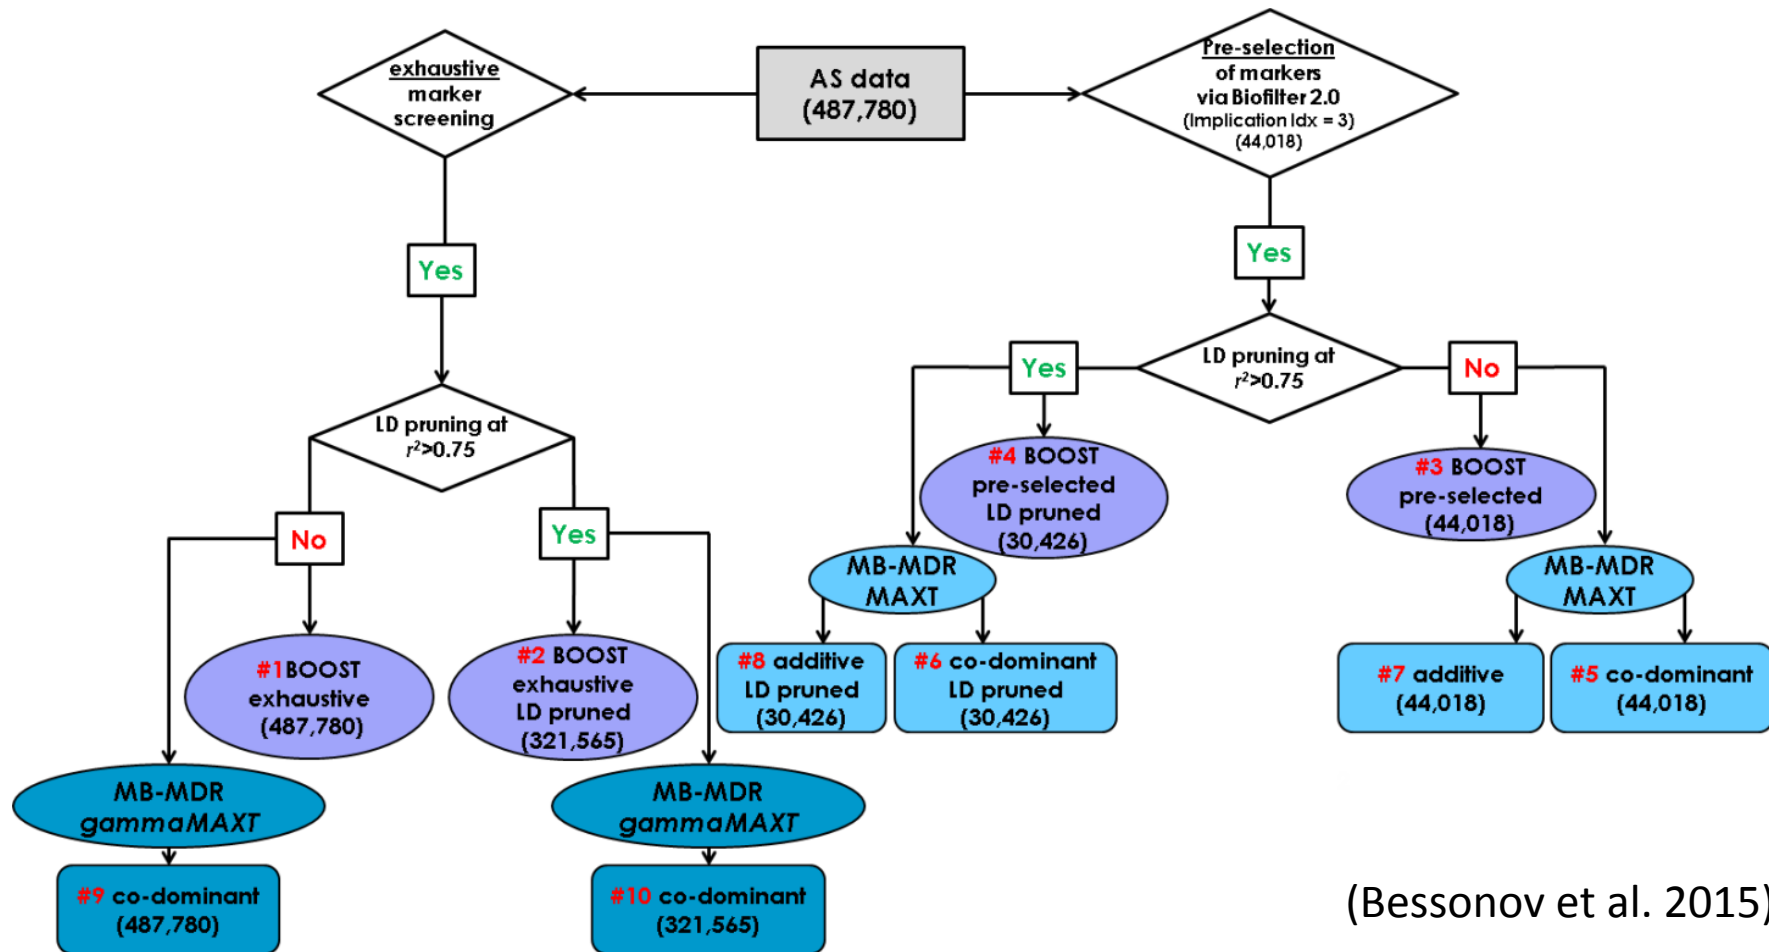 exhaustive
marker
screening
AS data
(487,780)
Pre-selection
of markers
via Biofilter 2.0
(Implication Idx = 3)
(44,018)
Yes
Yes
LD pruning at
r²>0.75
No
Yes
#1BOOST
exhaustive
(487,780)
#2 BOOST
exhaustive
LD pruned
(321,565)
MB-MDR
gammaMAXT
MB-MDR
gammaMAXT
#9 co-dominant
(487,780)
#10 co-dominant
(321,565)
LD pruning at
r²>0.75
Yes
No
#4 BOOST
pre-selected
LD pruned
(30,426)
#3 BOOST
pre-selected
(44,018)
MB-MDR
MAXT
MB-MDR
MAXT
#8 additive
LD pruned
(30,426)
#6 co-dominant
LD pruned
(30,426)
#7 additive
(44,018)
#5 co-dominant
(44,018)
(Bessonov et al. 2015)